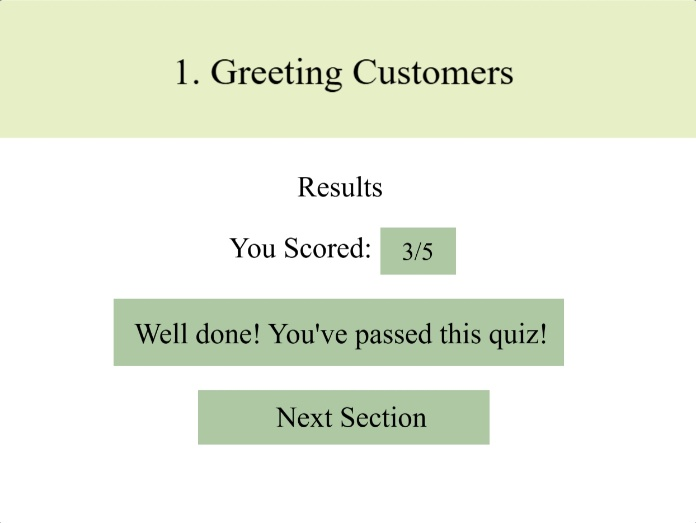 1. Greeting Customers
Results
You Scored: 3/5
Well done! You've passed this quiz!
Next Section